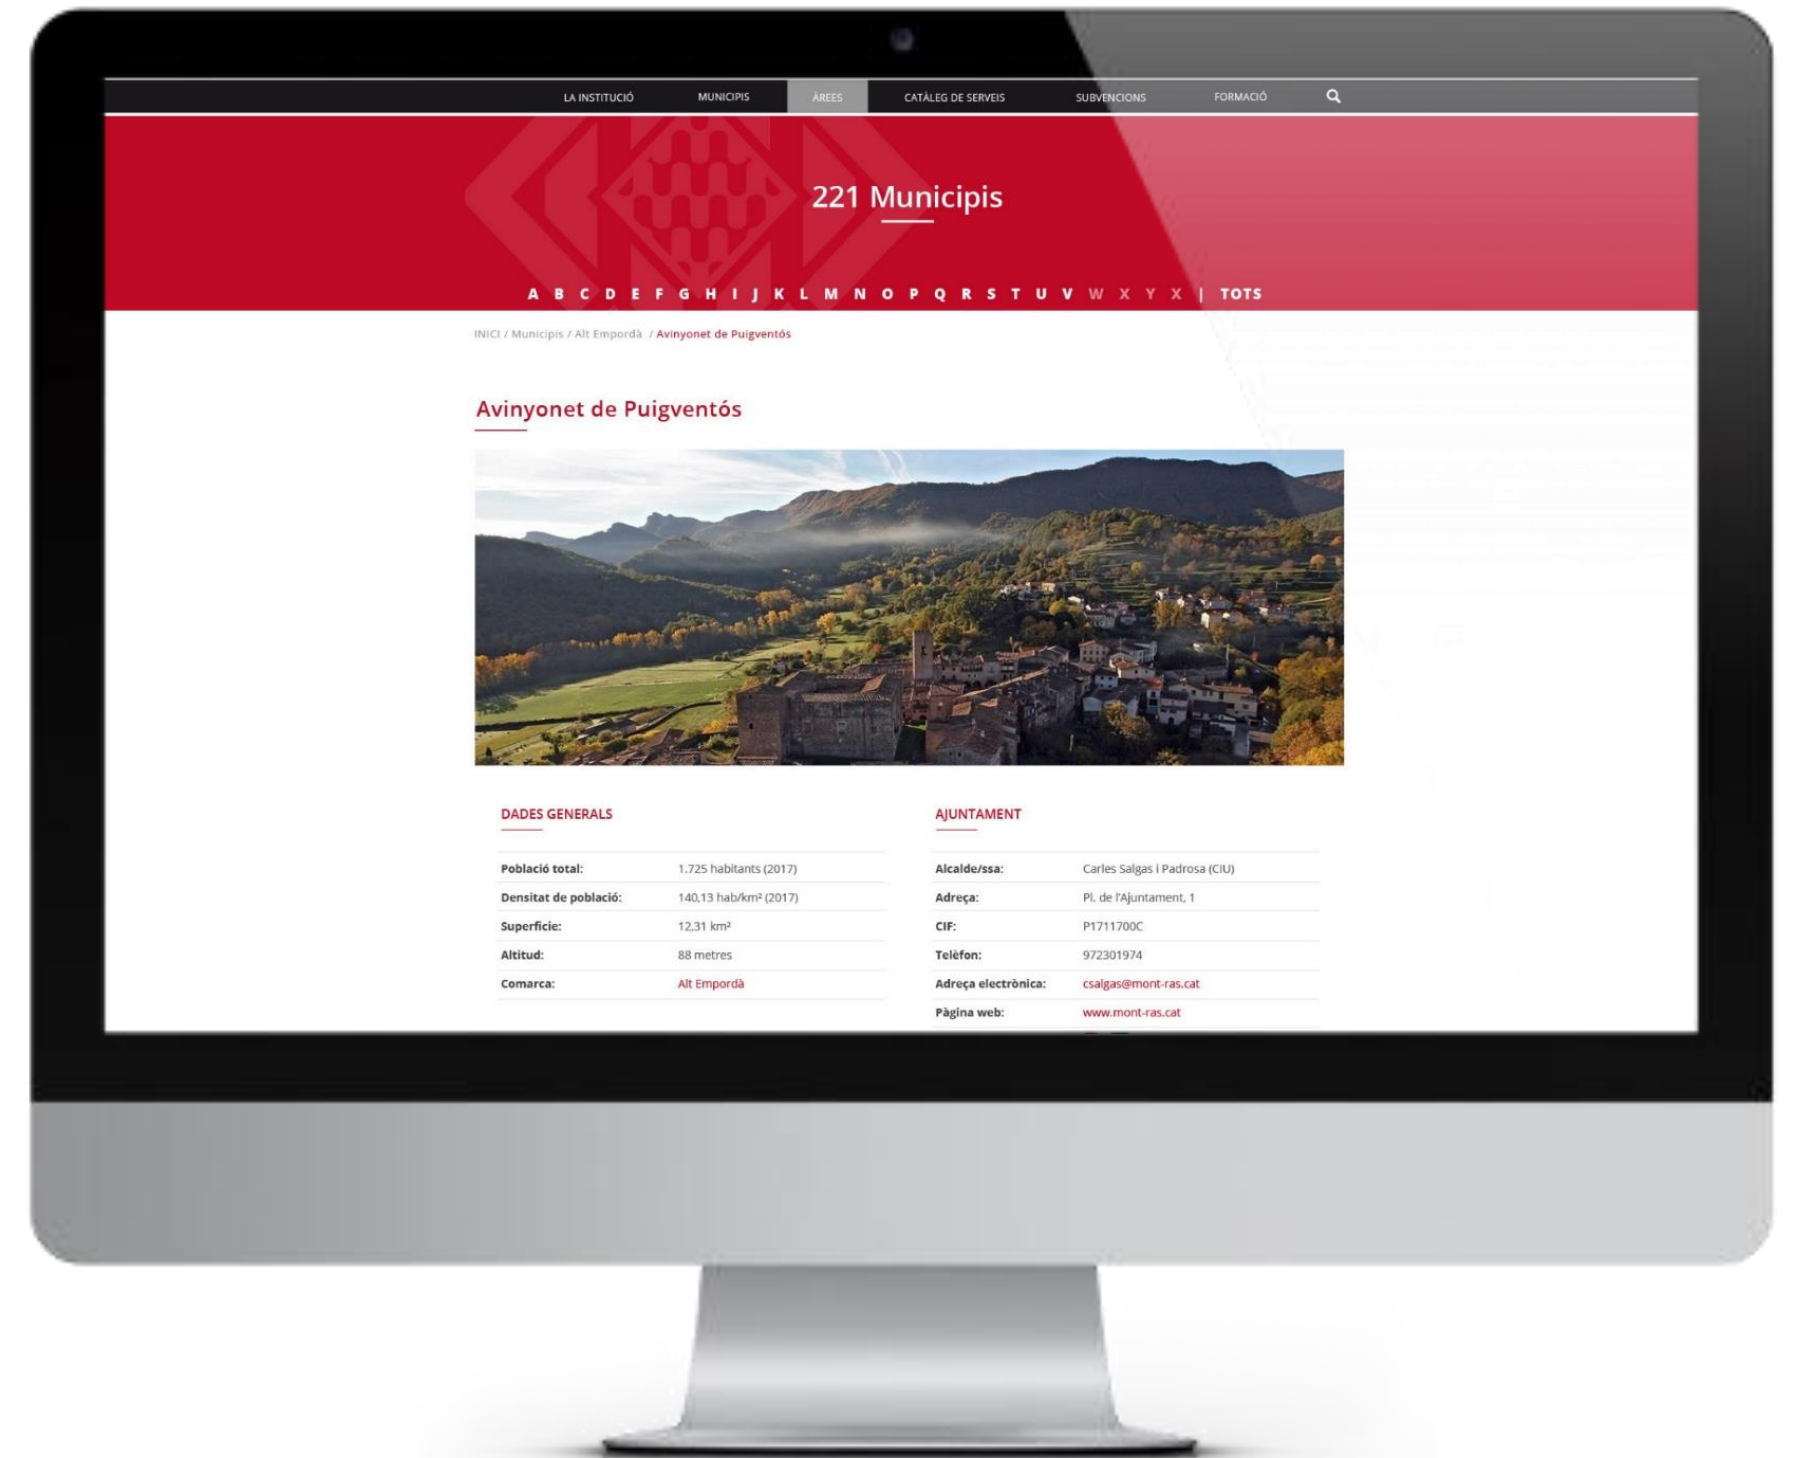 LA INSTITUCIÓ MUNICIPIS ÀREES CATÀLEG DE SERVEIS SUBVENCIONS FORMACIÓ
221 Municipis
A B C D E F G H I J K L M N O P Q R S T U V W X Y X | TOTS
INICI / Municipis / Alt Empordà / Avinyonet de Puigventós
Avinyonet de Puigventós
DADES GENERALS
Població total: 1.725 habitants (2017)
Densitat de població: 140,13 hab/km² (2017)
Superficie: 12,31 km²
Altitud: 88 metres
Comarca: Alt Empordà
AJUNTAMENT
Alcalde/ssa: Carles Salgas i Padrosa (CIU)
Adreça: Pl. de l'Ajuntament, 1
CIF: P1711700C
Telèfon: 972301974
Adreça electrònica: csalgas@mont-ras.cat
Pàgina web: www.mont-ras.cat